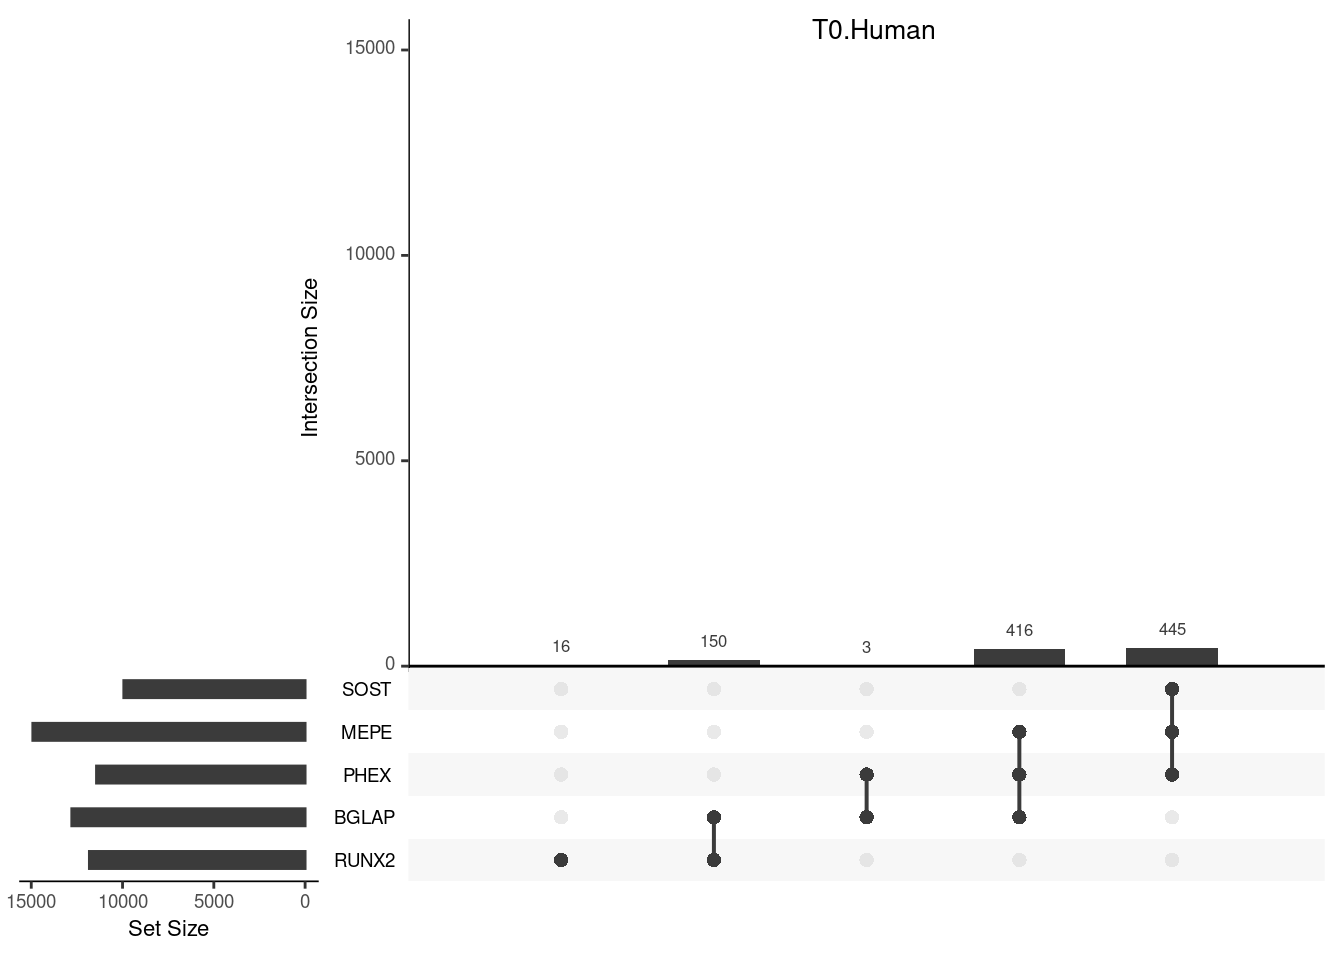 T0.Human
15000
10000
5000
0
Intersection Size
16
150
3
416
445
SOST
MEPE
PHEX
BGLAP
RUNX2
15000 10000 5000 0
Set Size